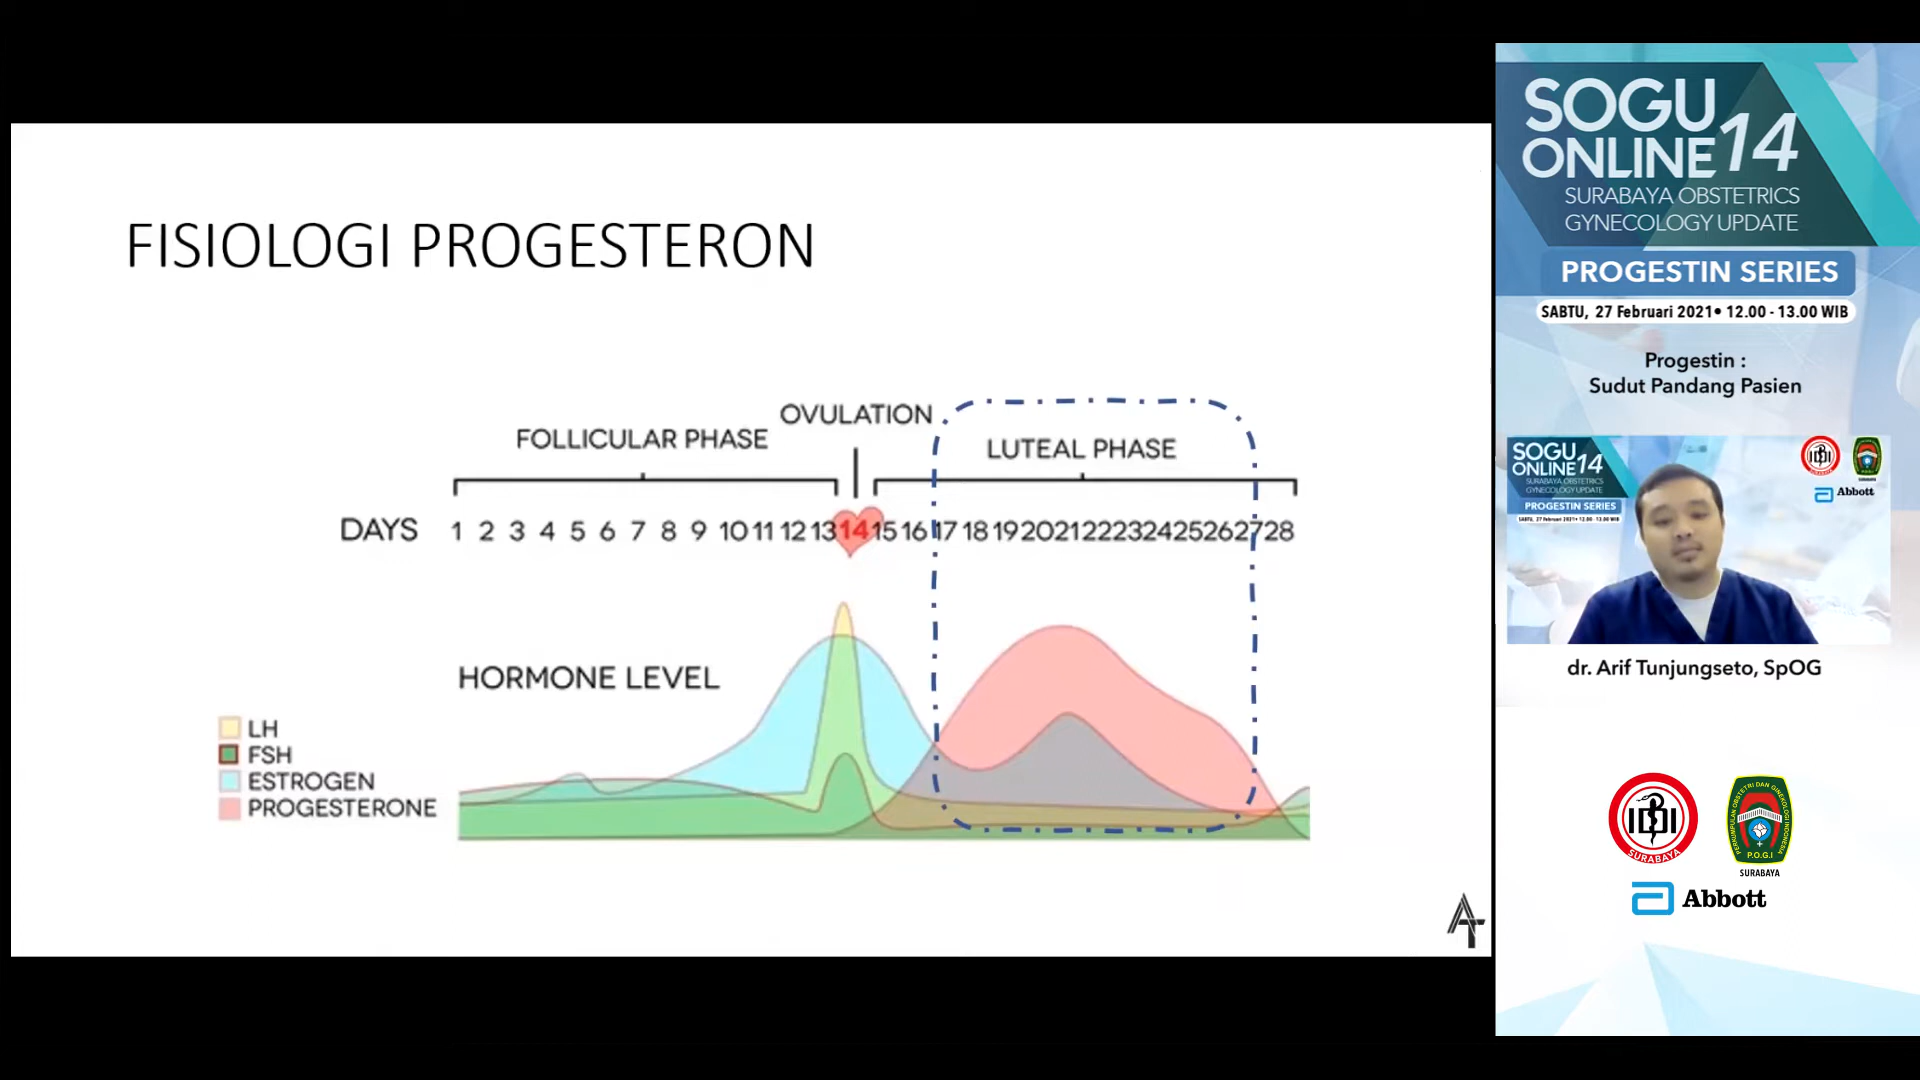 FISIOLOGI PROGESTERON
OVULATION
FOLLICULAR PHASE
LUTEAL PHASE
DAYS 1 2 3 4 5 6 7 8 9 10 11 12 13 14 15 16 17 18 19 20 21 22 23 24 25 26 27 28
HORMONE LEVEL
LH
FSH
ESTROGEN
PROGESTERONE
AT
SOGU
ONLINE 14
SURABAYA OBSTETRICS
GYNECOLOGY UPDATE
PROGESTIN SERIES
SABTU, 27 Februari 2021• 12.00 - 13.00 WIB
Progestin :
Sudut Pandang Pasien
SOGU
ONLINE 14
SURABAYA OBSTETRICS
GYNECOLOGY UPDATE
PROGESTIN SERIES
SABTU, 27 Februari 2021• 12.00 - 13.00 WIB
Abbott
dr. Arif Tunjungseto, SpOG
IDI
SURABAYA
PERKUMPULAN OBSTETRI DAN GINEKOLOGI INDONESIA
P.O.G.I
SURABAYA
Abbott